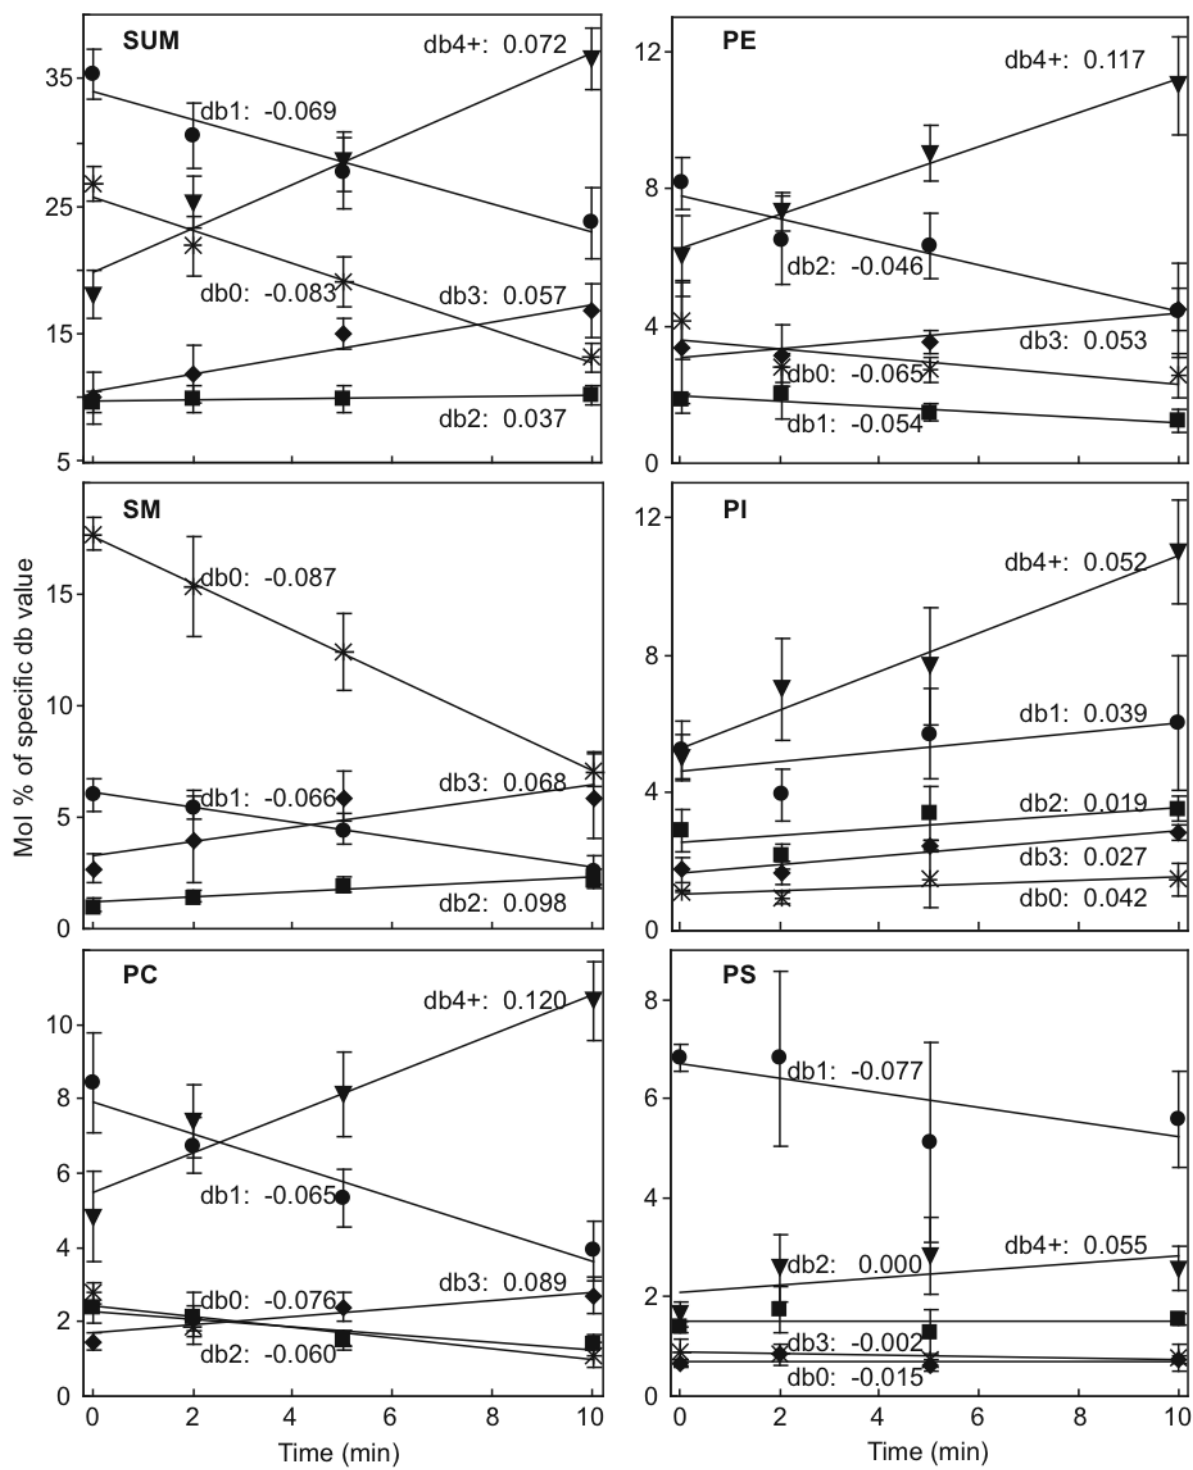 Mol % of specific db value
SUM
db4+: 0.072
35
db1: -0.069
25
db0: -0.083
db3: 0.057
15
db2: 0.037
5
PE
12
db4+: 0.117
8
db2: -0.046
4
db3: 0.053
db0: -0.065
db1: -0.054
0
SM
db0: -0.087
15
10
db3: 0.068
db1: -0.066
5
db2: 0.098
0
PI
12
db4+: 0.052
8
db1: 0.039
4
db2: 0.019
db3: 0.027
db0: 0.042
0
PC
db4+: 0.120
10
8
6
db1: -0.065
4
db3: 0.089
db0: -0.076
2
db2: -0.060
0
0 2 4 6 8 10
Time (min)
PS
8
db1: -0.077
6
4
db4+: 0.055
db2: 0.000
2
db3: -0.002
db0: -0.015
0
0 2 4 6 8 10
Time (min)